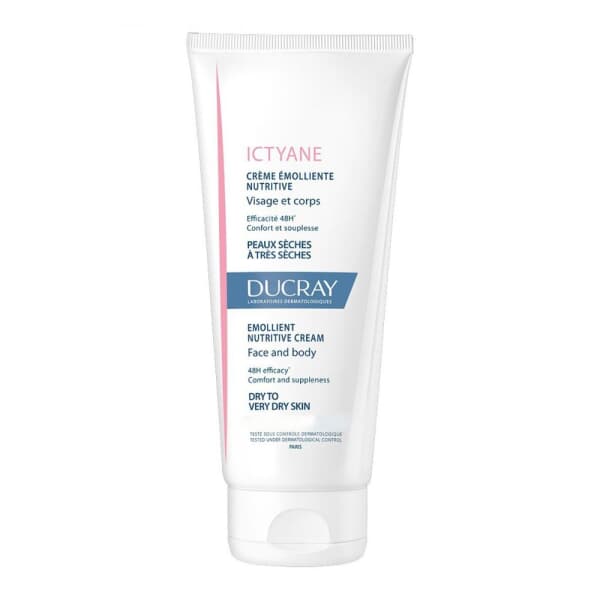 ICTYANE
CRÈME ÉMOLLIENTE
NUTRITIVE
Visage et corps
Efficacité 48H*
Confort et souplesse
PEAUX SÈCHES
À TRÈS SÈCHES
DUCRAY
LABORATOIRES DERMATOLOGIQUES
EMOLLIENT
NUTRITIVE CREAM
Face and body
48H efficacy*
Comfort and suppleness
DRY TO
VERY DRY SKIN
TESTÉ SOUS CONTRÔLE DERMATOLOGIQUE
TESTED UNDER DERMATOLOGICAL CONTROL
PARIS